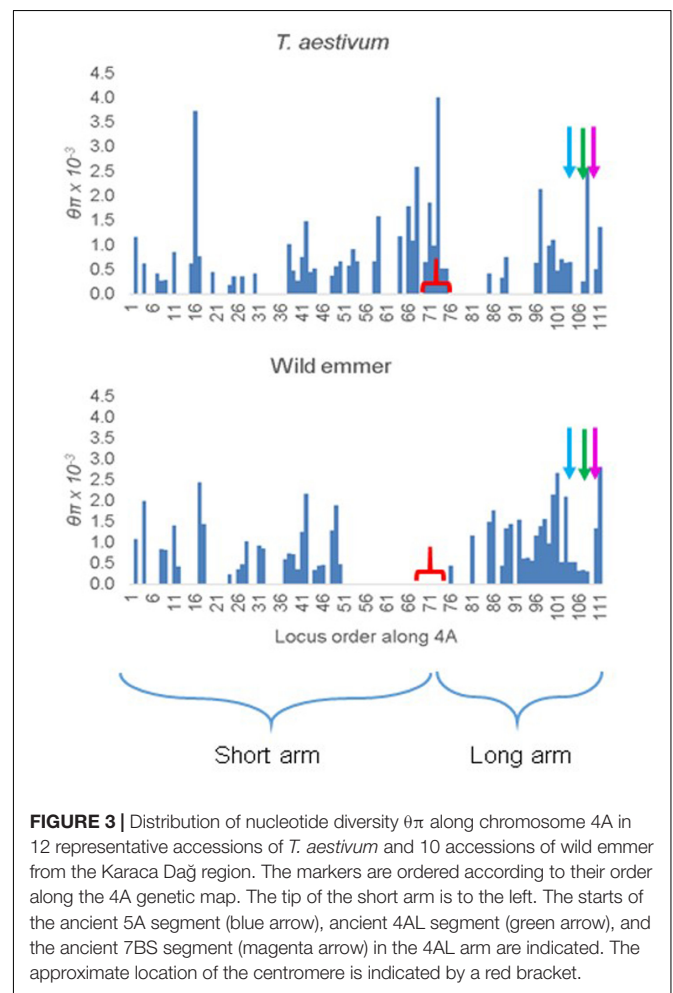 T. aestivum
θπ x 10⁻³
4.5
4.0
3.5
3.0
2.5
2.0
1.5
1.0
0.5
0.0
1 6 11 16 21 26 31 36 41 46 51 56 61 66 71 76 81 86 91 96 101 106 111
Wild emmer
θπ x 10⁻³
4.5
4.0
3.5
3.0
2.5
2.0
1.5
1.0
0.5
0.0
1 6 11 16 21 26 31 36 41 46 51 56 61 66 71 76 81 86 91 96 101 106 111
Locus order along 4A
Short arm Long arm
FIGURE 3 | Distribution of nucleotide diversity θπ along chromosome 4A in
12 representative accessions of T. aestivum and 10 accessions of wild emmer
from the Karaca Dağ region. The markers are ordered according to their order
along the 4A genetic map. The tip of the short arm is to the left. The starts of
the ancient 5A segment (blue arrow), ancient 4AL segment (green arrow), and
the ancient 7BS segment (magenta arrow) in the 4AL arm are indicated. The
approximate location of the centromere is indicated by a red bracket.